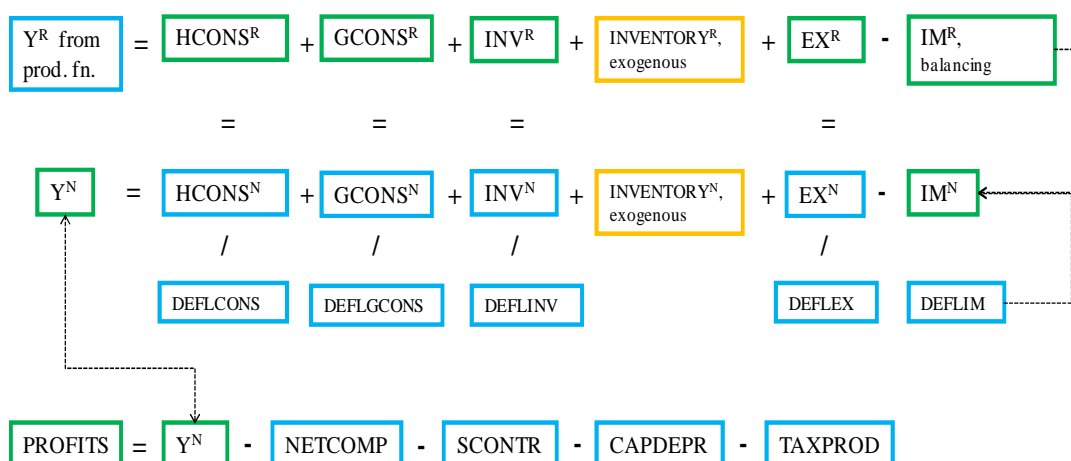 Y^R from prod. fn. = HCONS^R + GCONS^R + INV^R + INVENTORY^R, exogenous + EX^R - IM^R, balancing
= = = =
Y^N = HCONS^N + GCONS^N + INV^N + INVENTORY^N, exogenous + EX^N - IM^N
/ / / /
DEFLCONS DEFLGCONS DEFLINV DEFLEX DEFLIM
PROFITS = Y^N - NETCOMP - SCONTR - CAPDEPR - TAXPROD